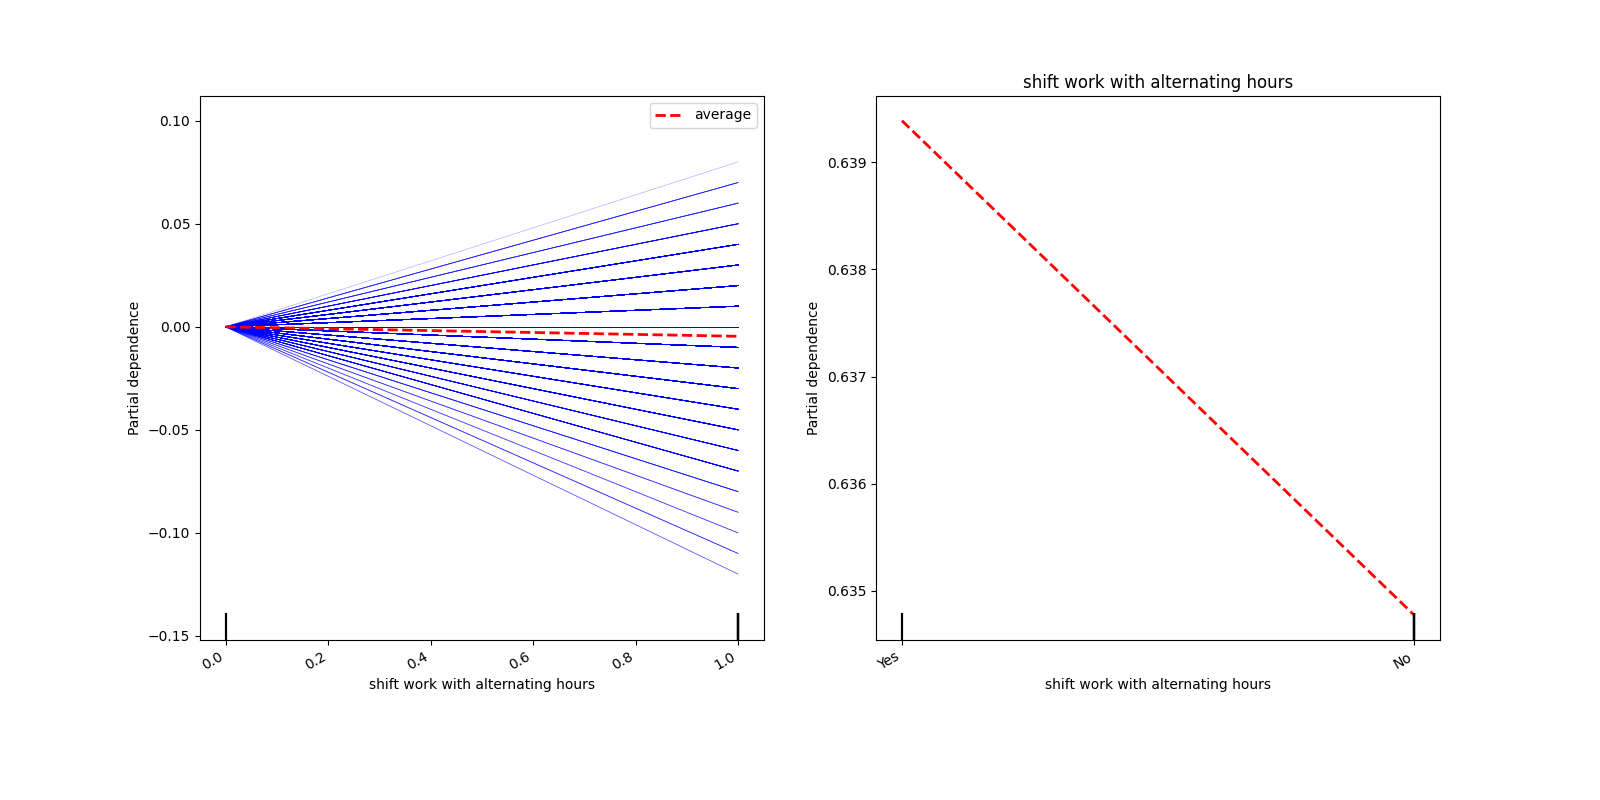 average
0.10
0.05
0.00
−0.05
−0.10
−0.15
Partial dependence
0.0
0.2
0.4
0.6
0.8
1.0
shift work with alternating hours
shift work with alternating hours
0.639
0.638
0.637
0.636
0.635
Partial dependence
Yes
No
shift work with alternating hours